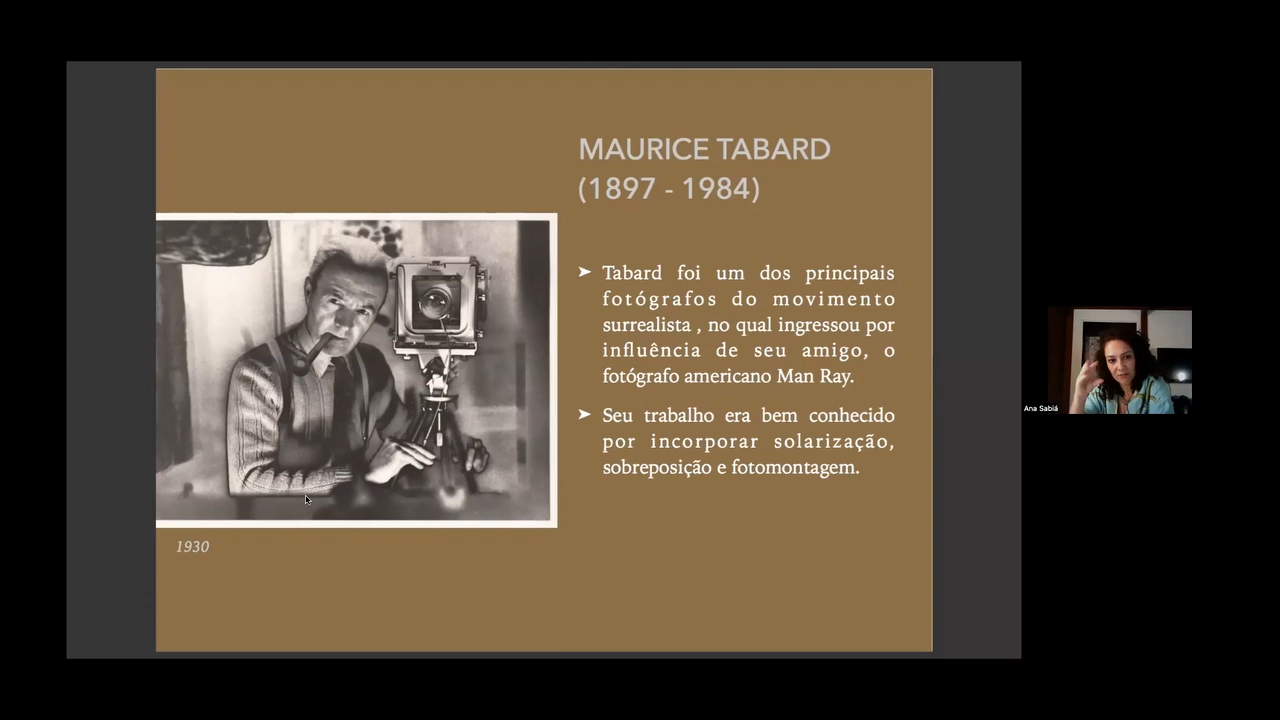 MAURICE TABARD
(1897 - 1984)
➤ Tabard foi um dos principais
fotógrafos do movimento
surrealista , no qual ingressou por
influência de seu amigo, o
fotógrafo americano Man Ray.
➤ Seu trabalho era bem conhecido
por incorporar solarização,
sobreposição e fotomontagem.
1930
Ana Sabiá